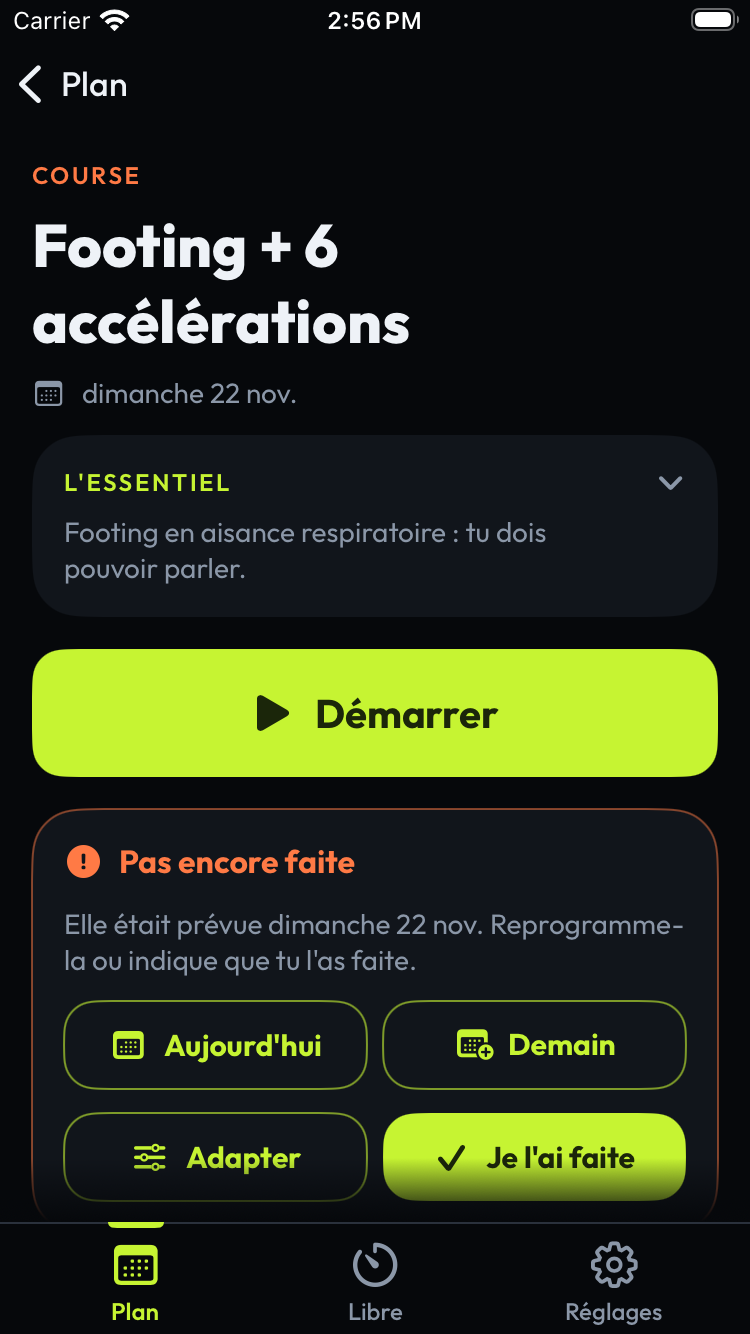 Carrier 2:56 PM
Plan
COURSE
Footing + 6
accélérations
dimanche 22 nov.
L'ESSENTIEL
Footing en aisance respiratoire : tu dois
pouvoir parler.
Démarrer
Pas encore faite
Elle était prévue dimanche 22 nov. Reprogramme-
la ou indique que tu l'as faite.
Aujourd'hui
Demain
Adapter
Je l'ai faite
Plan
Libre
Réglages